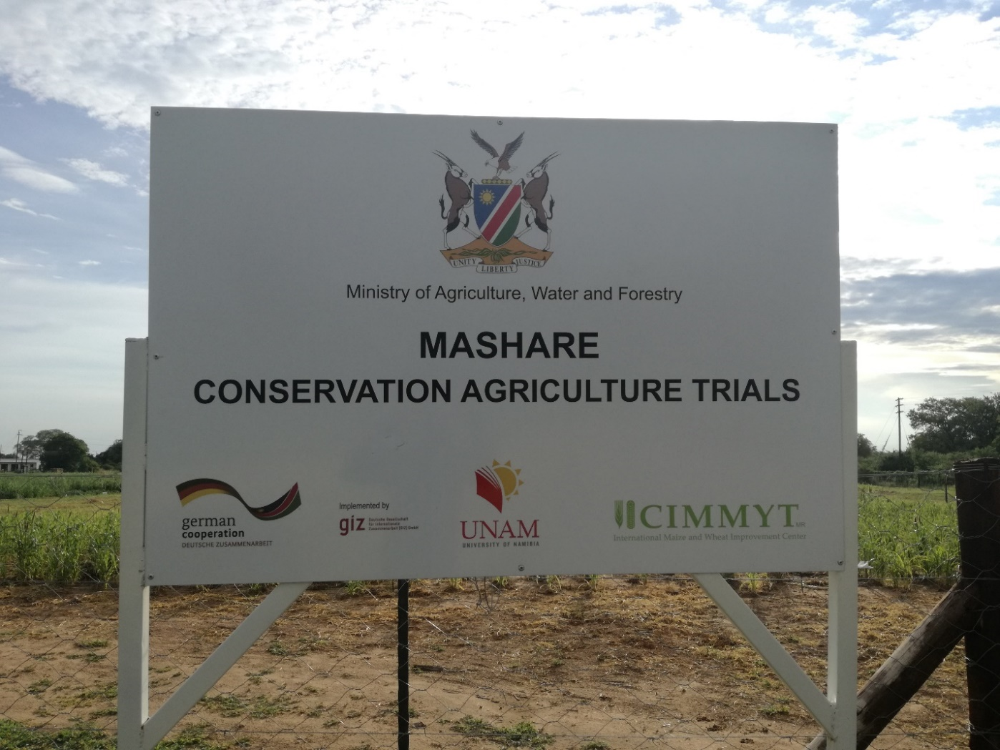 UNITY LIBERTY JUSTICE
Ministry of Agriculture, Water and Forestry
MASHARE
CONSERVATION AGRICULTURE TRIALS
german
cooperation
DEUTSCHE ZUSAMMENARBEIT
Implemented by
giz
Deutsche Gesellschaft
für Internationale
Zusammenarbeit (GIZ) GmbH
UNAM
UNIVERSITY OF NAMIBIA
CIMMYT MR
International Maize and Wheat Improvement Center